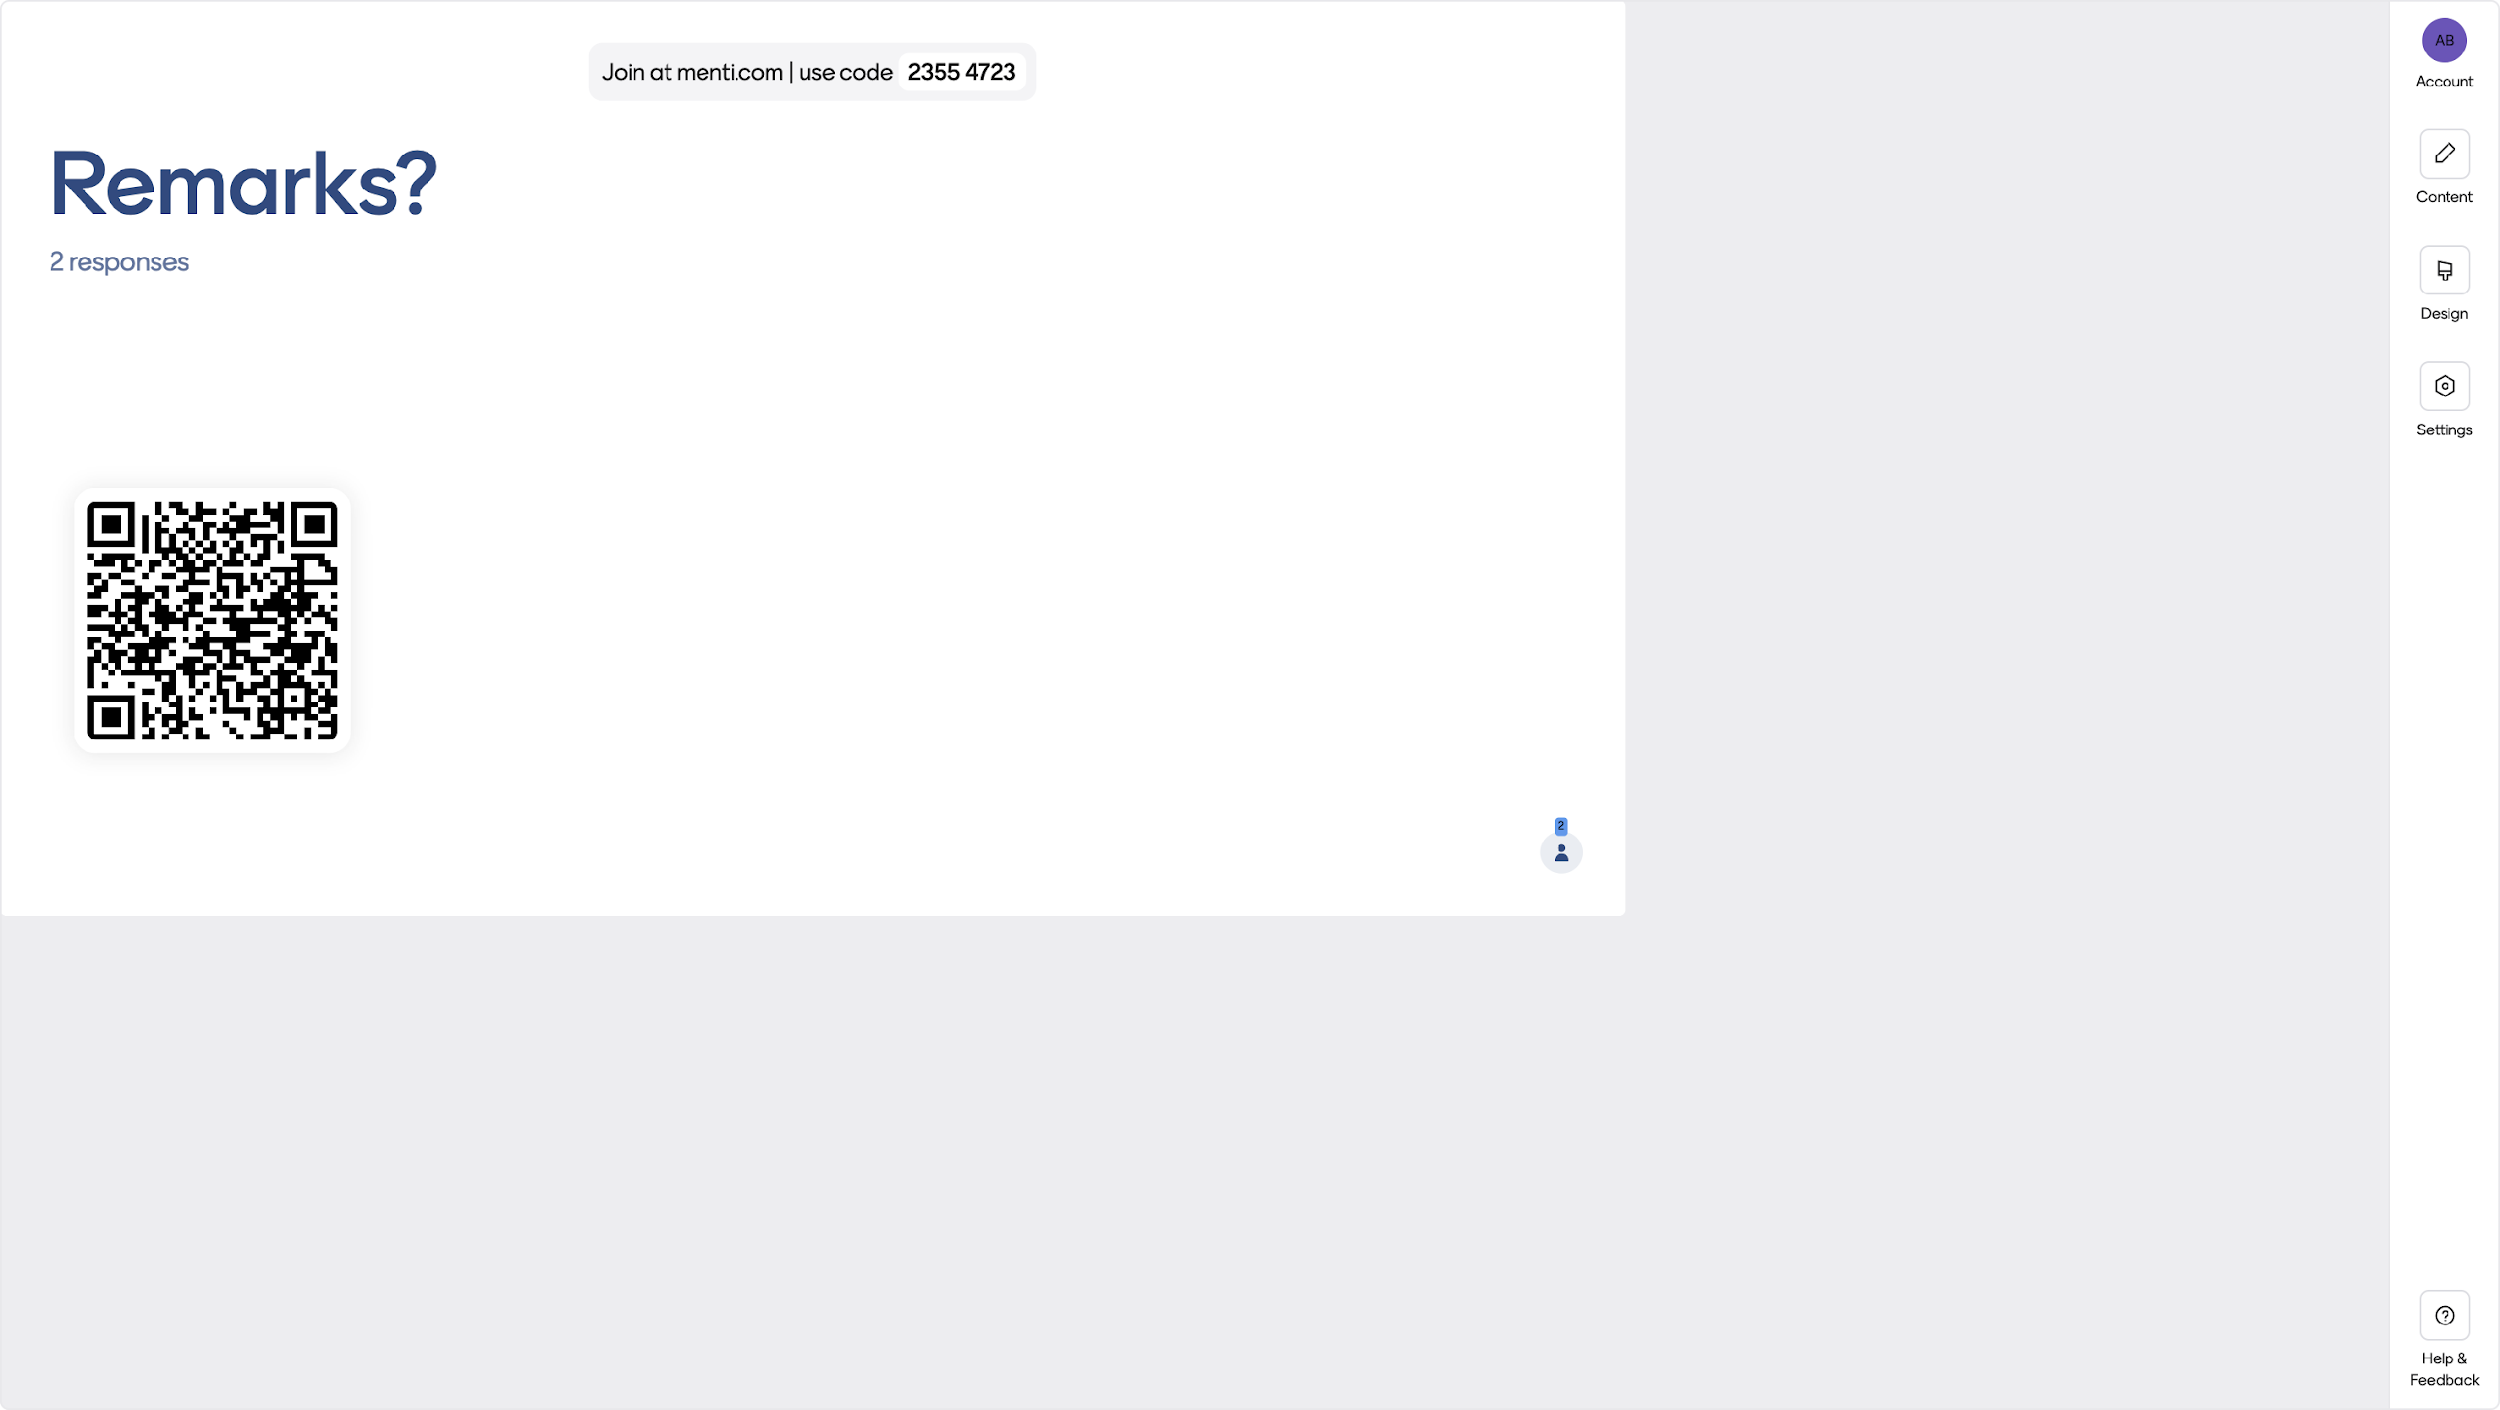 Join at menti.com | use code 2355 4723
Remarks?
2 responses
2
AB
Account
Content
Design
Settings
Help &
Feedback